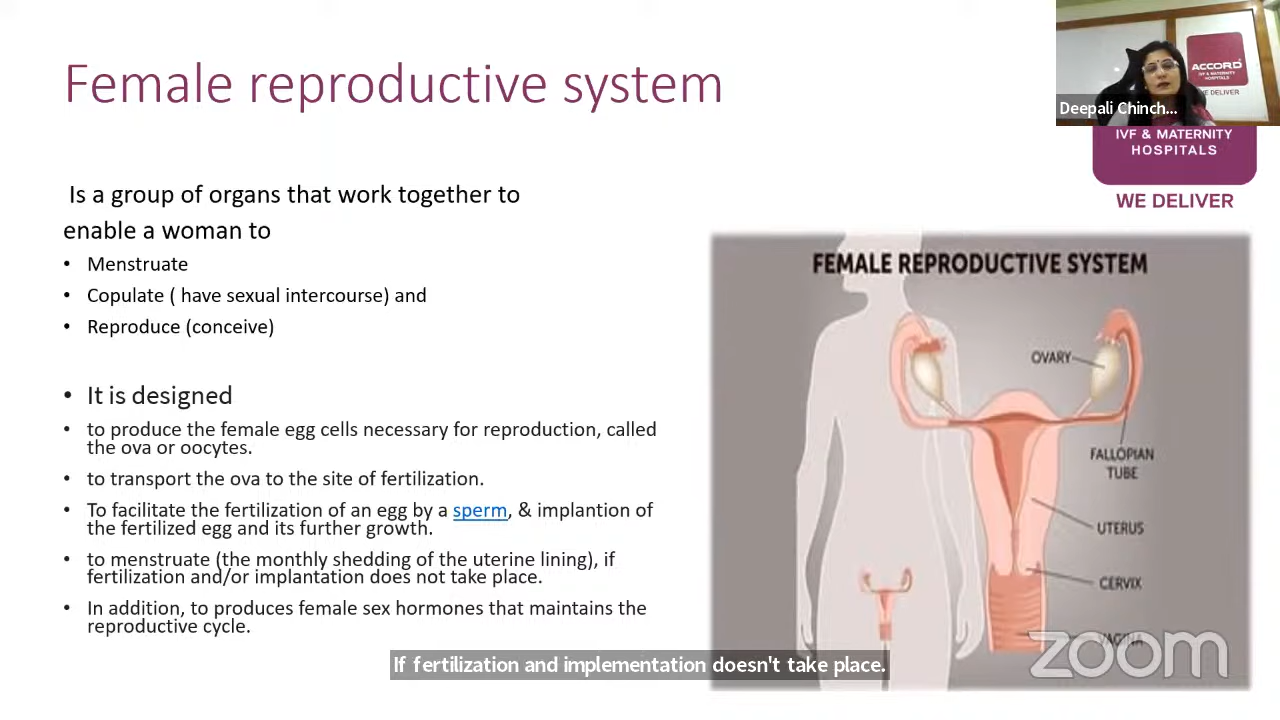 Female reproductive system
ACCORD
IVF & MATERNITY
HOSPITALS
WE DELIVER
Deepali Chinch...
IVF & MATERNITY
HOSPITALS
WE DELIVER
Is a group of organs that work together to
enable a woman to
• Menstruate
• Copulate ( have sexual intercourse) and
• Reproduce (conceive)
• It is designed
• to produce the female egg cells necessary for reproduction, called
the ova or oocytes.
• to transport the ova to the site of fertilization.
• To facilitate the fertilization of an egg by a sperm, & implantion of
the fertilized egg and its further growth.
• to menstruate (the monthly shedding of the uterine lining), if
fertilization and/or implantation does not take place.
• In addition, to produces female sex hormones that maintains the
reproductive cycle.
FEMALE REPRODUCTIVE SYSTEM
OVARY
FALLOPIAN
TUBE
UTERUS
CERVIX
VAGINA
zoom
If fertilization and implementation doesn't take place.